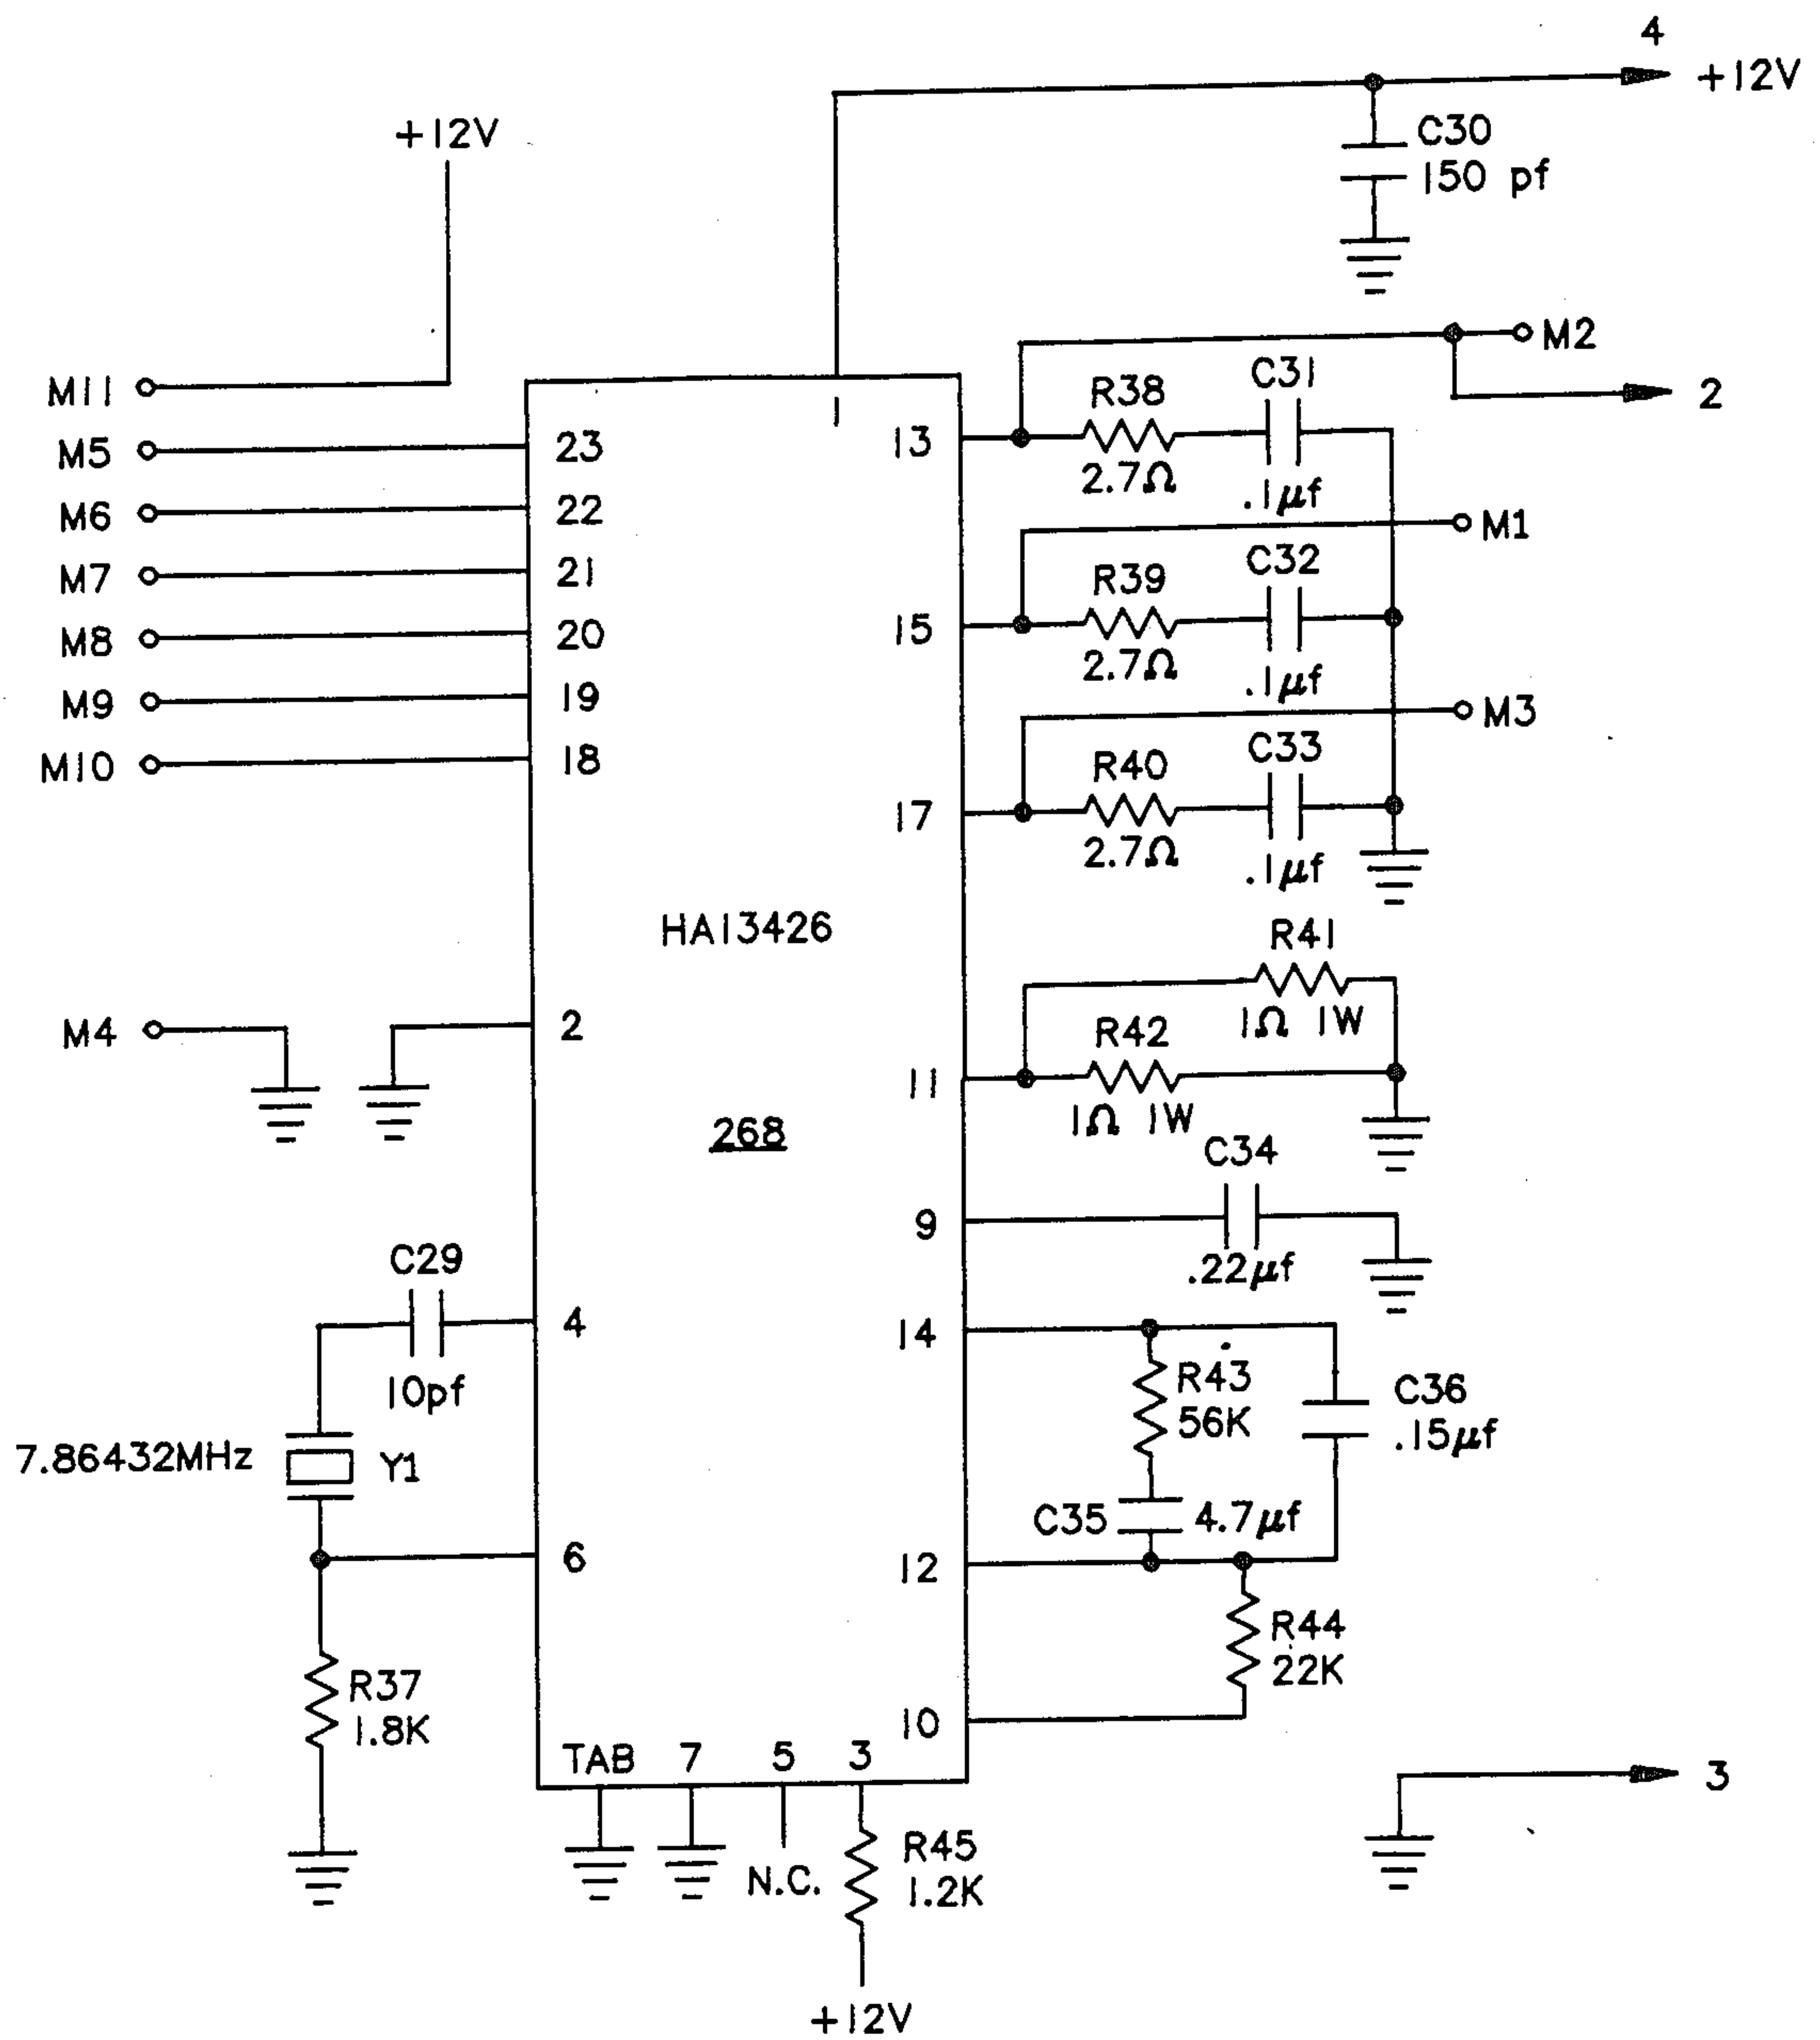 4
+12V
+12V
C30
150 pf
M2
M11
C31
R38
2
M5
23
1
13
2.7Ω
.1µf
M6
22
M1
M7
21
C32
R39
M8
20
15
2.7Ω
.1µf
M9
19
M3
M10
18
C33
R40
17
2.7Ω
.1µf
HA13426
R41
1Ω 1W
M4
2
R42
11
1Ω 1W
268
C34
9
.22µf
C29
4
14
10pf
R43
56K
C36
.15µf
7.86432MHz
Y1
C35
4.7µf
6
12
R44
22K
R37
1.8K
10
TAB
7
5
3
3
R45
1.2K
N.C.
+12V